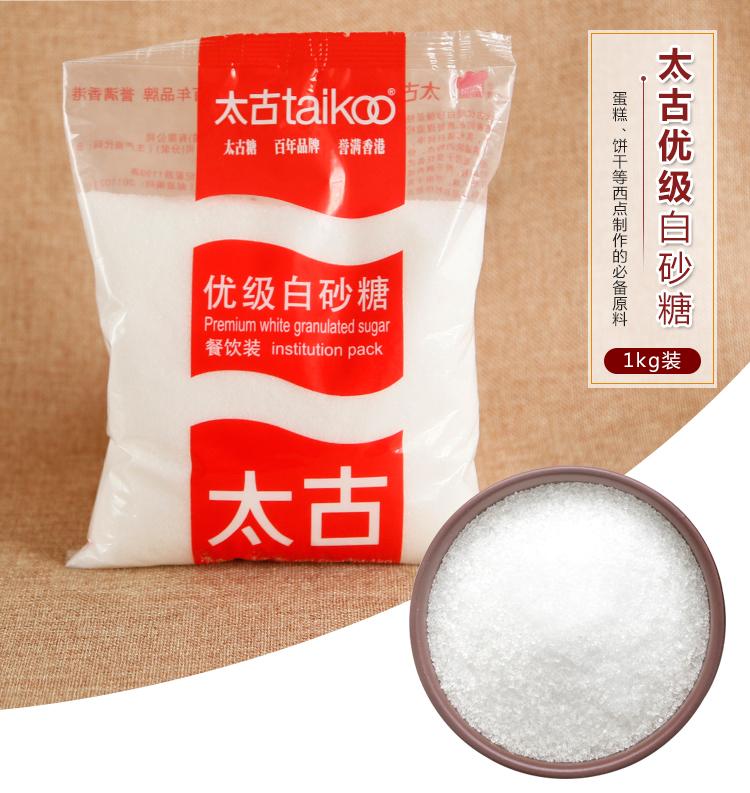 太古taikoo®
太古糖 百年品牌 誉满香港
优级白砂糖
Premium white granulated sugar
餐饮装 institution pack
太古
太古优级白砂糖
蛋糕、饼干等西点制作的必备原料
1kg装